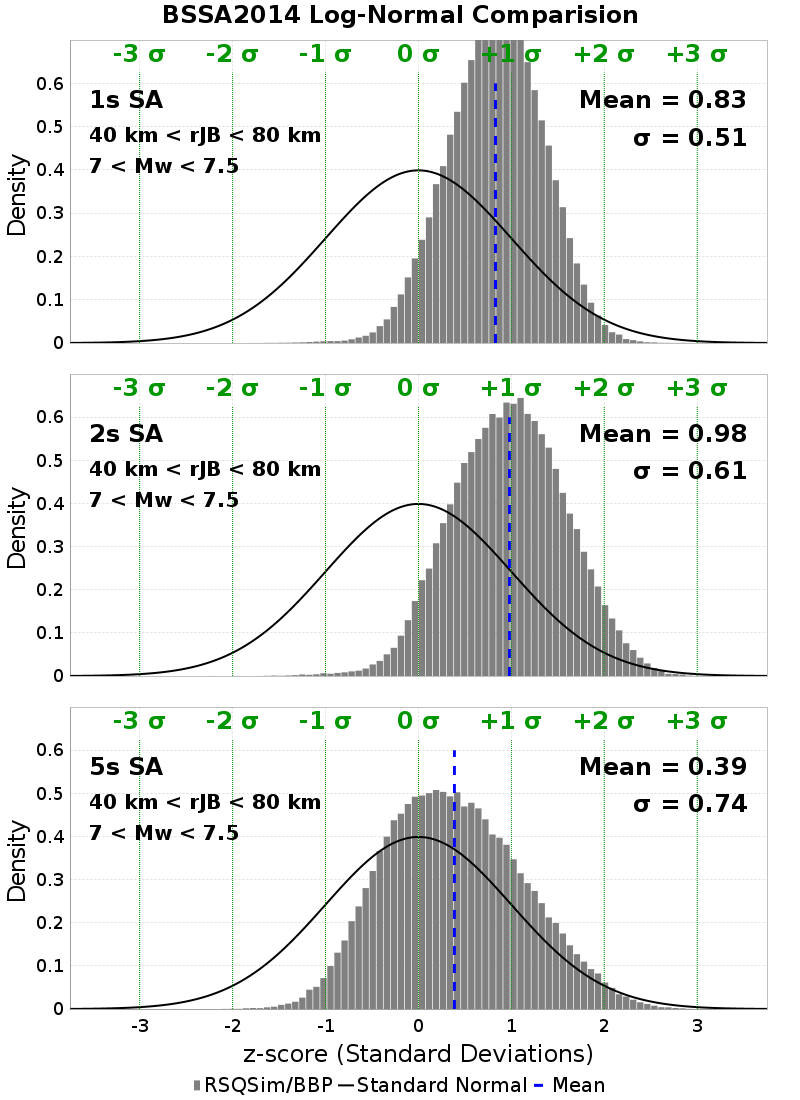 BSSA2014 Log-Normal Comparision
-3 σ -2 σ -1 σ 0 σ +1 σ +2 σ +3 σ
1s SA Mean = 0.83
40 km < rJB < 80 km σ = 0.51
7 < Mw < 7.5
Density
0.6
0.5
0.4
0.3
0.2
0.1
0
-3 σ -2 σ -1 σ 0 σ +1 σ +2 σ +3 σ
2s SA Mean = 0.98
40 km < rJB < 80 km σ = 0.61
7 < Mw < 7.5
Density
0.6
0.5
0.4
0.3
0.2
0.1
0
-3 σ -2 σ -1 σ 0 σ +1 σ +2 σ +3 σ
5s SA Mean = 0.39
40 km < rJB < 80 km σ = 0.74
7 < Mw < 7.5
Density
0.6
0.5
0.4
0.3
0.2
0.1
0
-3 -2 -1 0 1 2 3
z-score (Standard Deviations)
RSQSim/BBP Standard Normal Mean